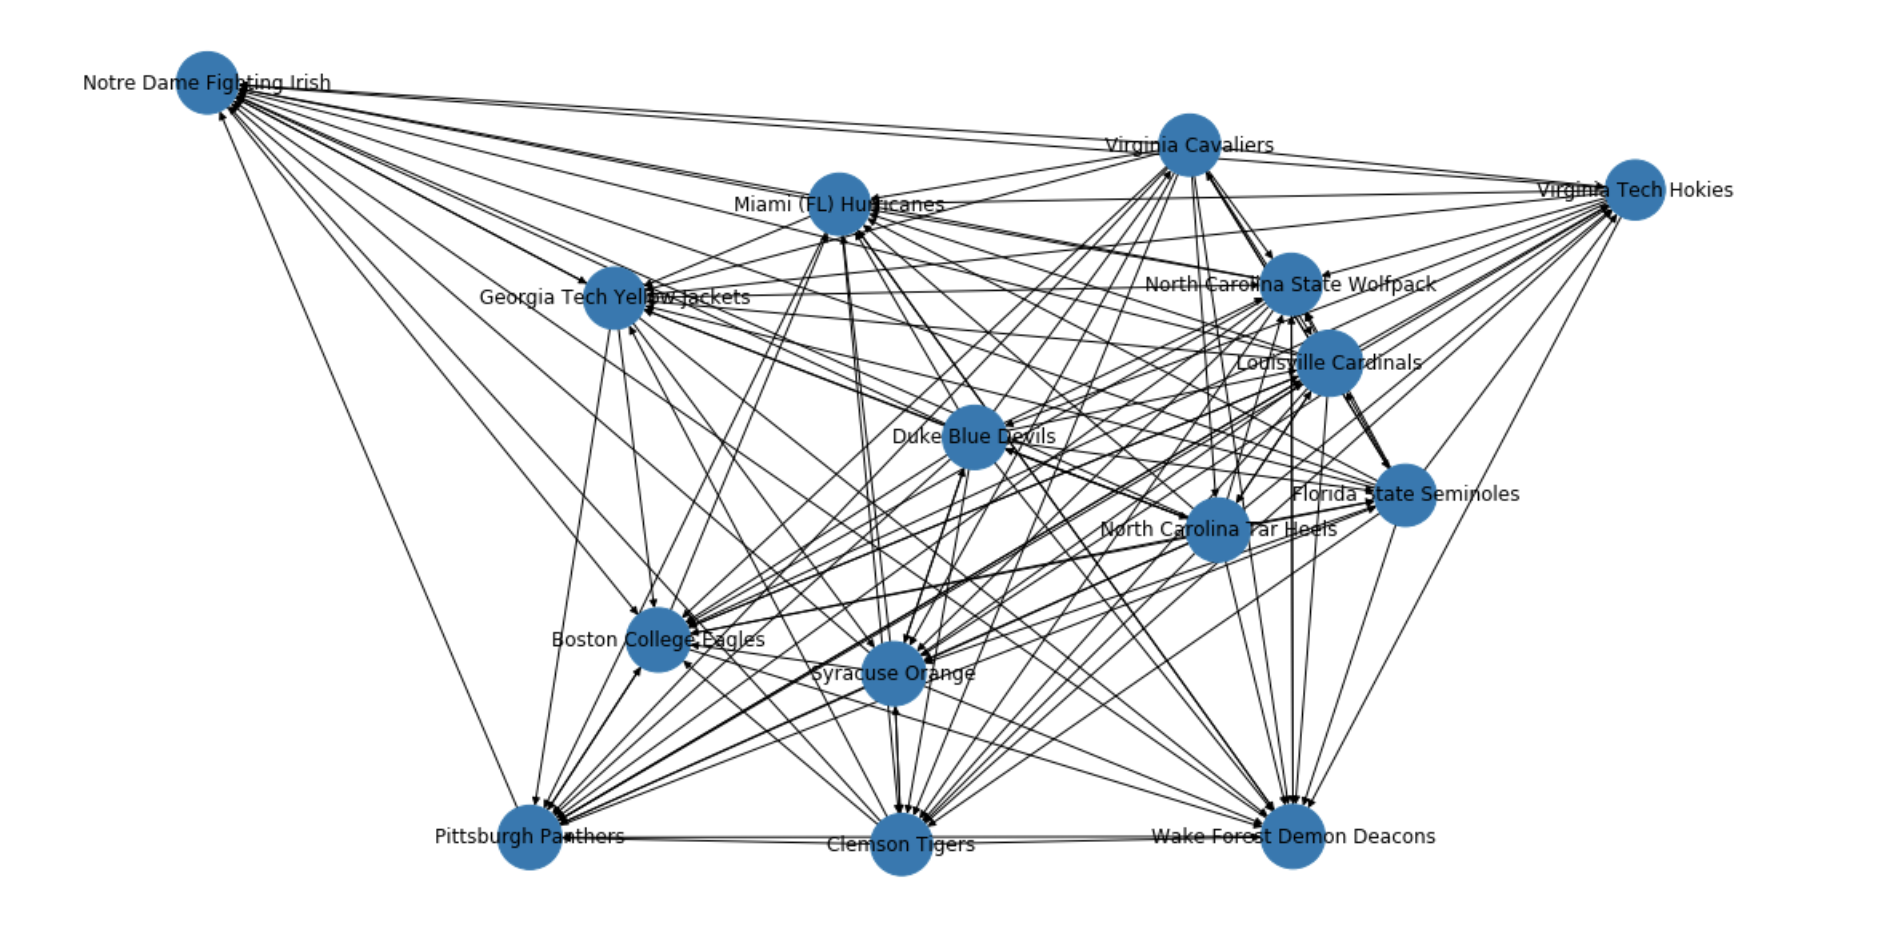 Notre Dame Fighting Irish
Virginia Cavaliers
Virginia Tech Hokies
Miami (FL) Hurricanes
North Carolina State Wolfpack
Georgia Tech Yellow Jackets
Louisville Cardinals
Duke Blue Devils
Florida State Seminoles
North Carolina Tar Heels
Boston College Eagles
Syracuse Orange
Pittsburgh Panthers
Clemson Tigers
Wake Forest Demon Deacons